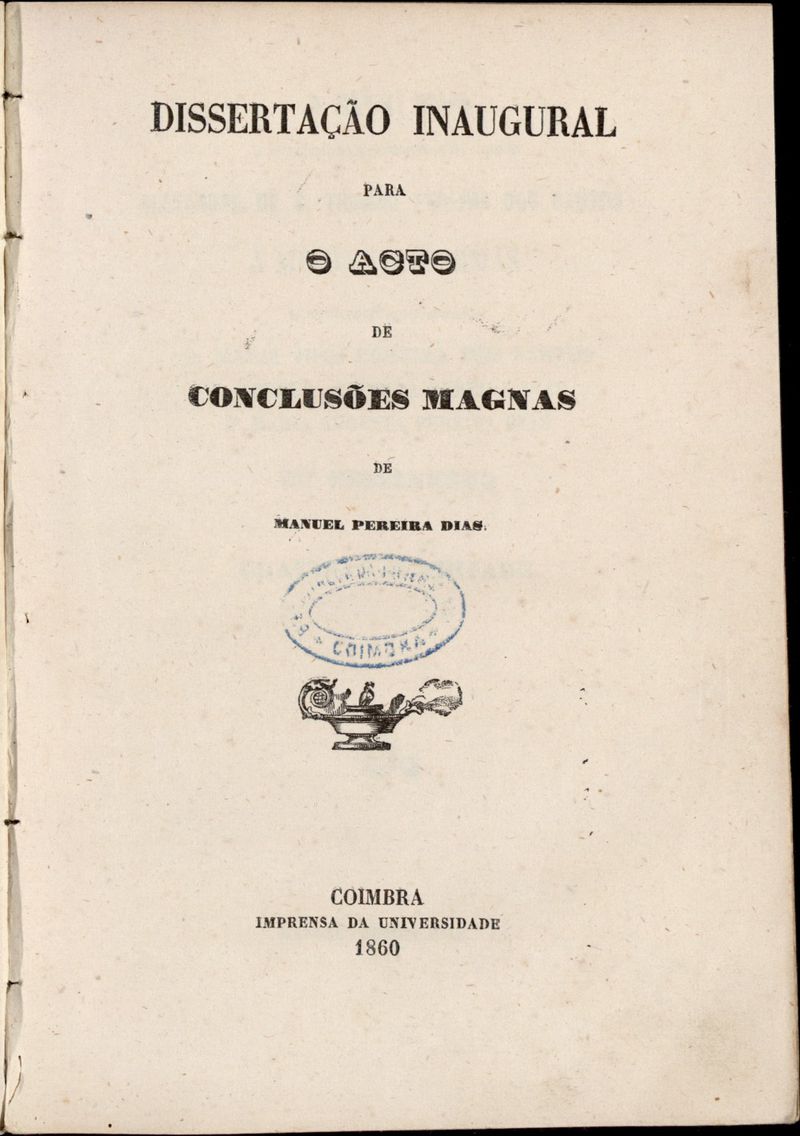 DISSERTAÇÃO INAUGURAL
PARA
O ACTO
DE
CONCLUSÕES MAGNAS
DE
MANUEL PEREIRA DIAS.
COIMBRA
COIMBRA
IMPRENSA DA UNIVERSIDADE
1860